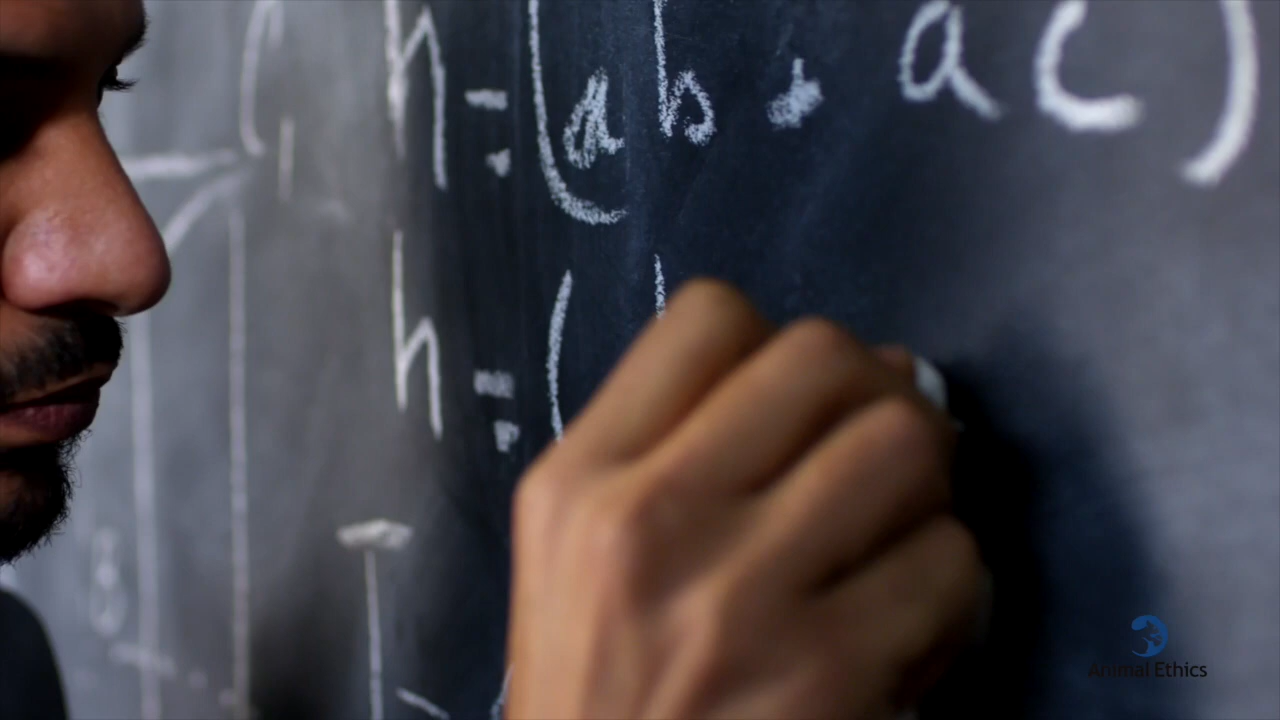 h = (ab · ac)
h = (
Animal Ethics